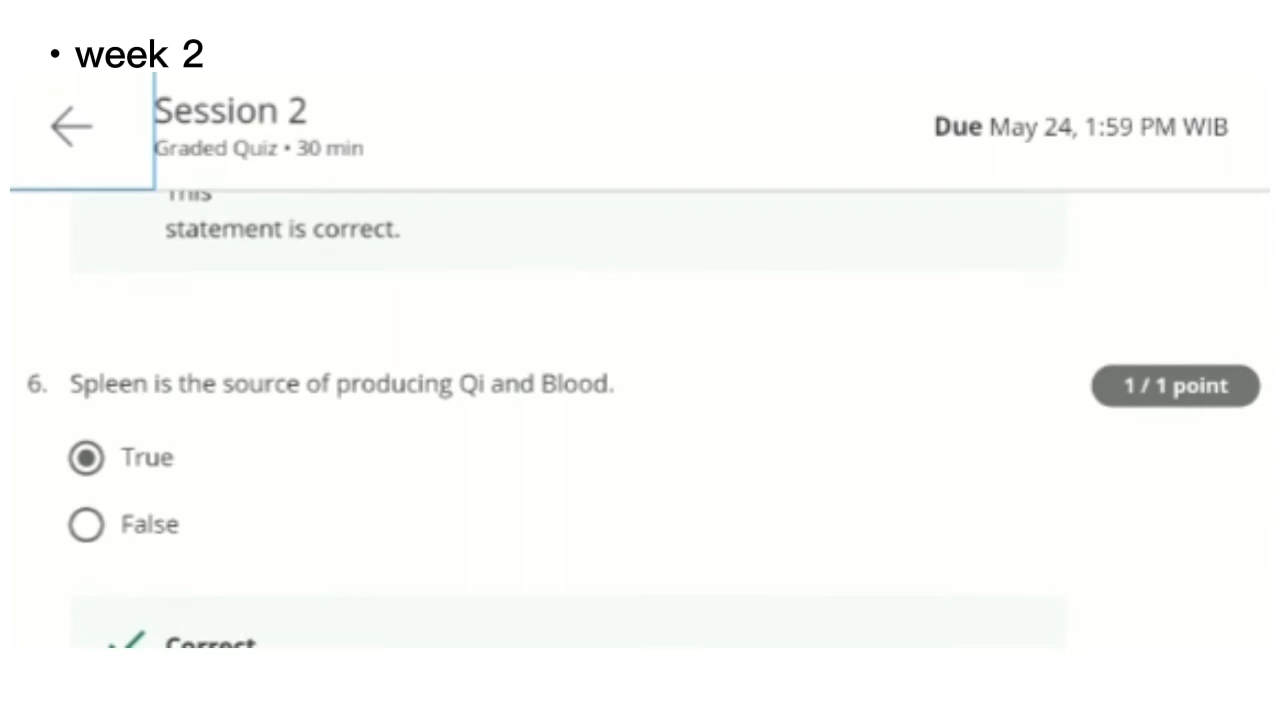 • week 2
Session 2
Graded Quiz • 30 min
Due May 24, 1:59 PM WIB
This
statement is correct.
6. Spleen is the source of producing Qi and Blood.
1 / 1 point
True
False
Correct